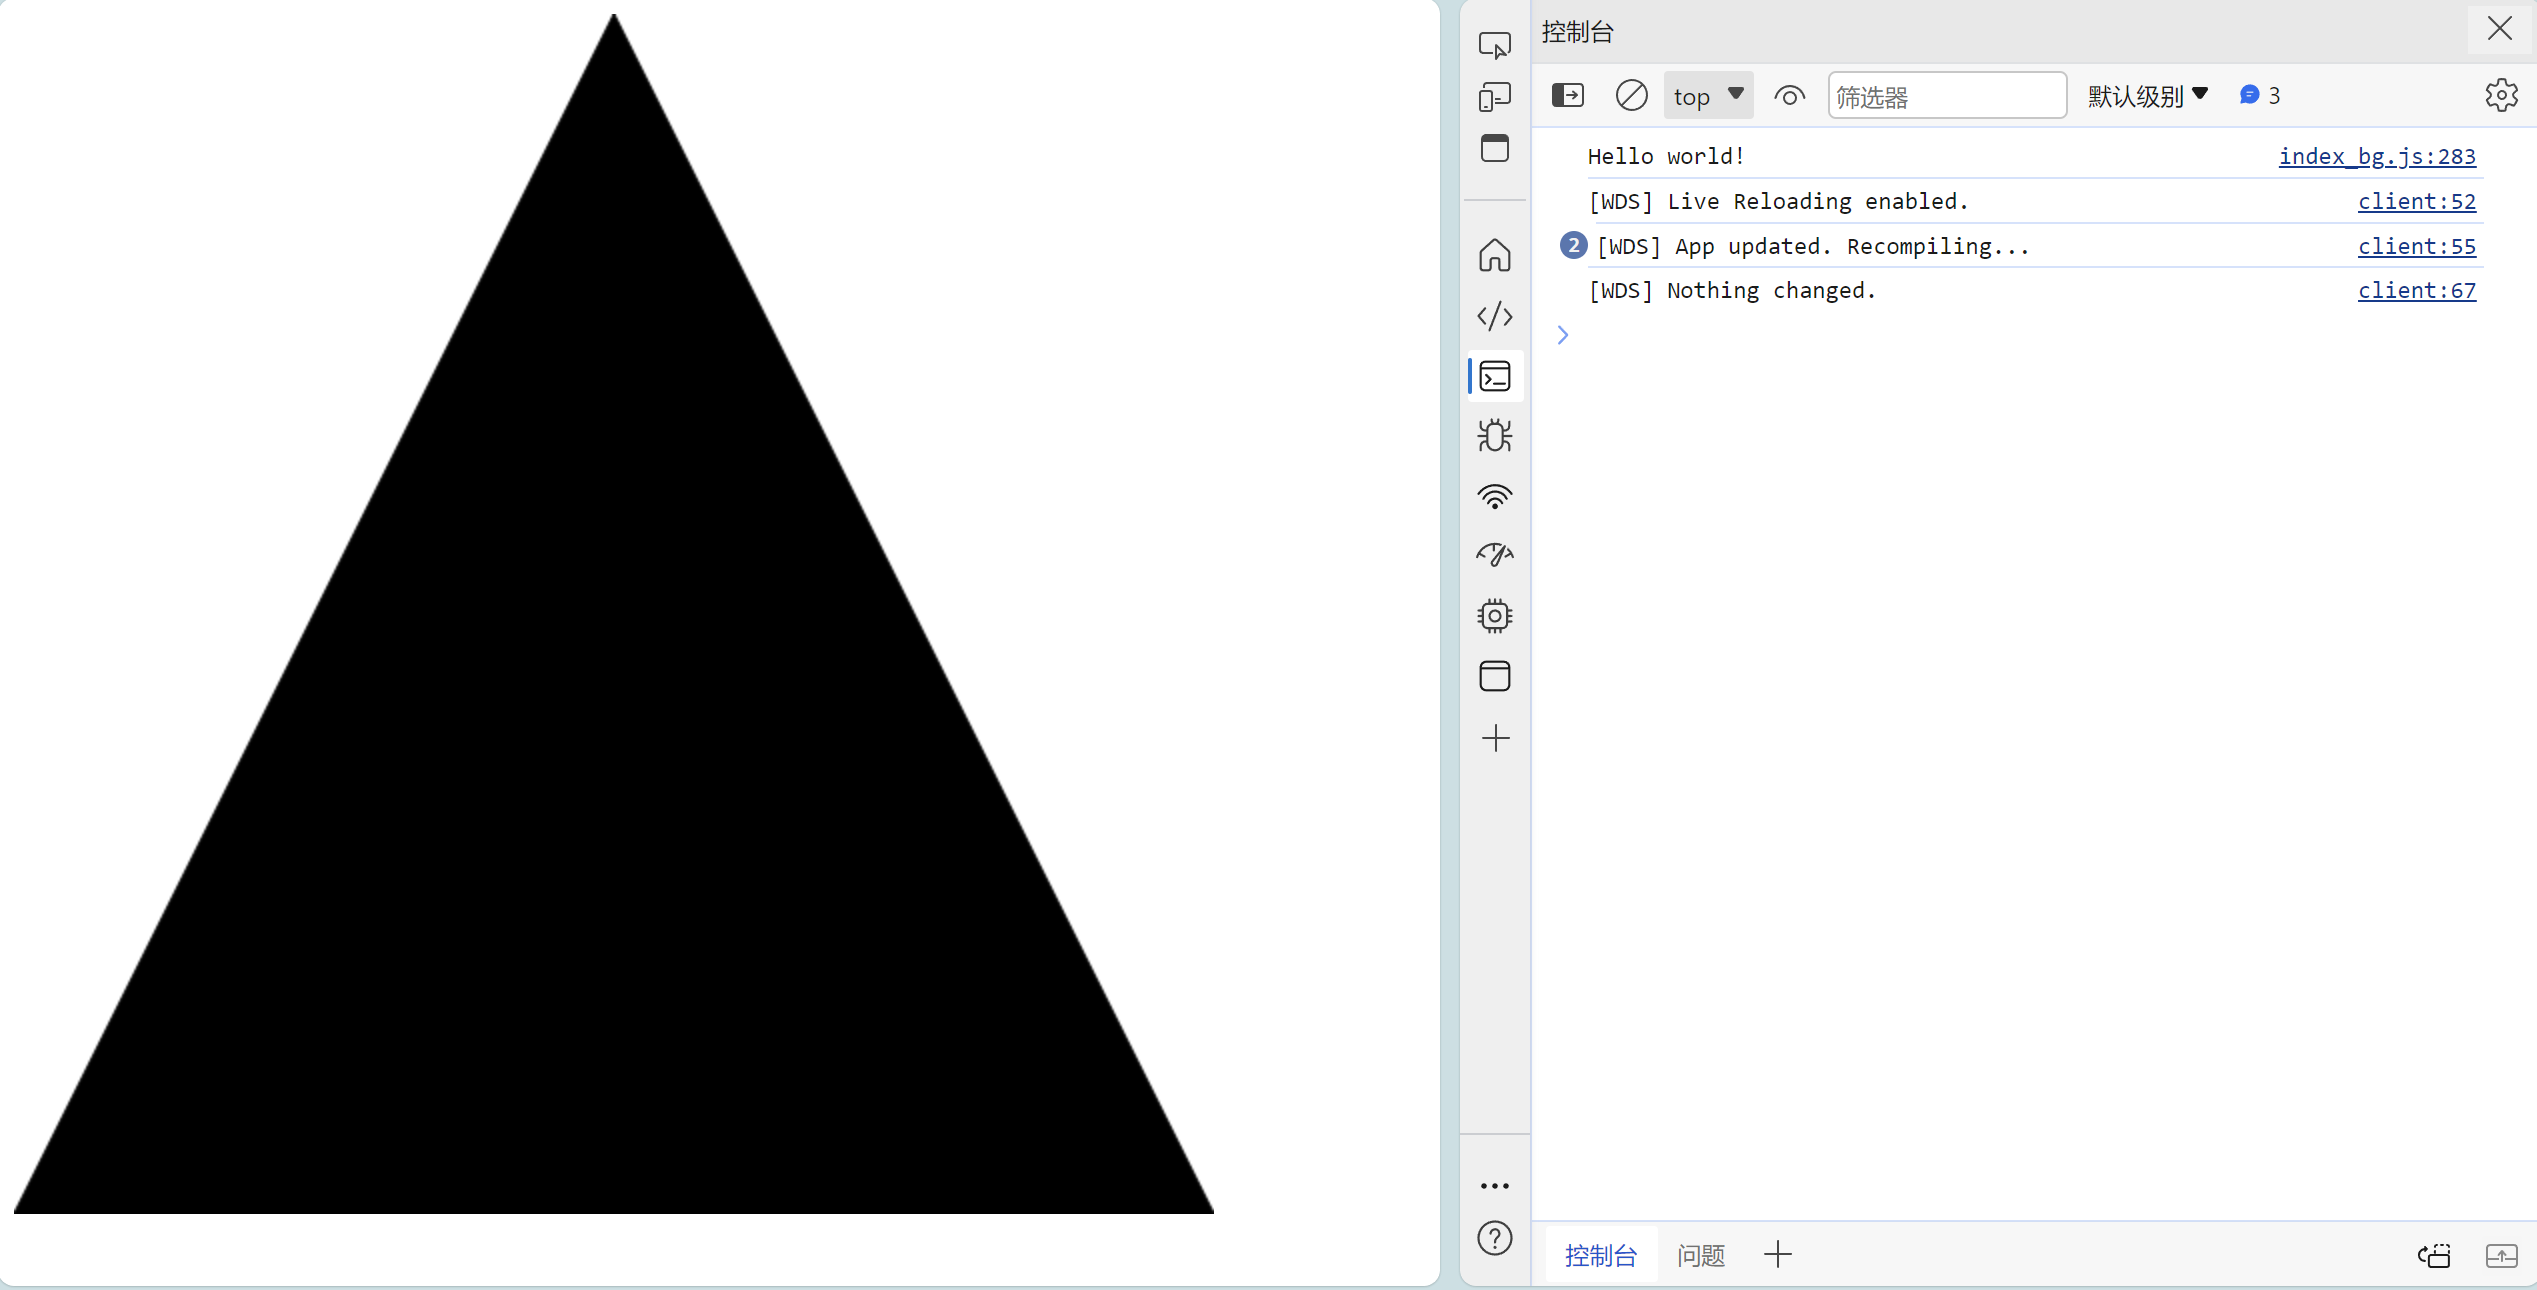 控制台
top 筛选器 默认级别 3
Hello world! index_bg.js:283
[WDS] Live Reloading enabled. client:52
2 [WDS] App updated. Recompiling... client:55
[WDS] Nothing changed. client:67
控制台 问题